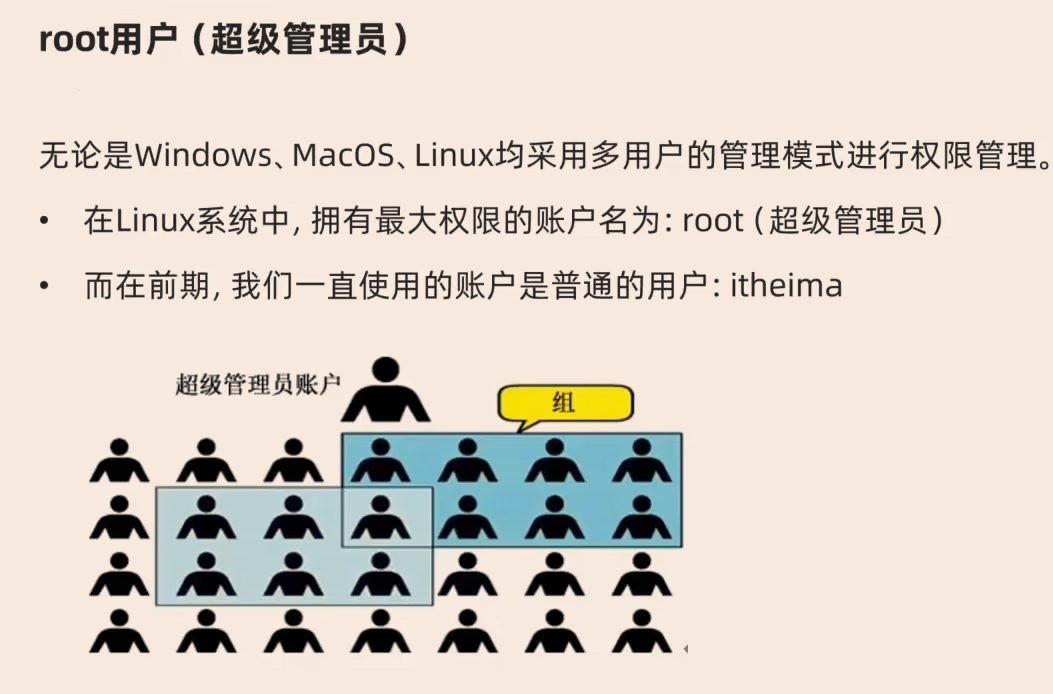 root用户（超级管理员）
无论是Windows、MacOS、Linux均采用多用户的管理模式进行权限管理。
• 在Linux系统中, 拥有最大权限的账户名为: root（超级管理员）
• 而在前期, 我们一直使用的账户是普通的用户: itheima
超级管理员账户
组